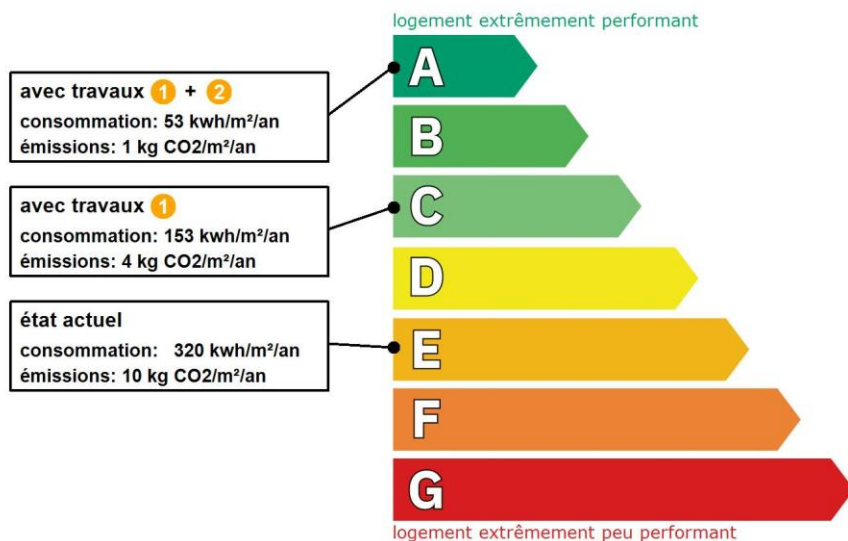 logement extrêmement performant
A
avec travaux 1 + 2
consommation: 53 kwh/m²/an
émissions: 1 kg CO2/m²/an
B
avec travaux 1
consommation: 153 kwh/m²/an
émissions: 4 kg CO2/m²/an
C
D
état actuel
consommation: 320 kwh/m²/an
émissions: 10 kg CO2/m²/an
E
F
G
logement extrêmement peu performant